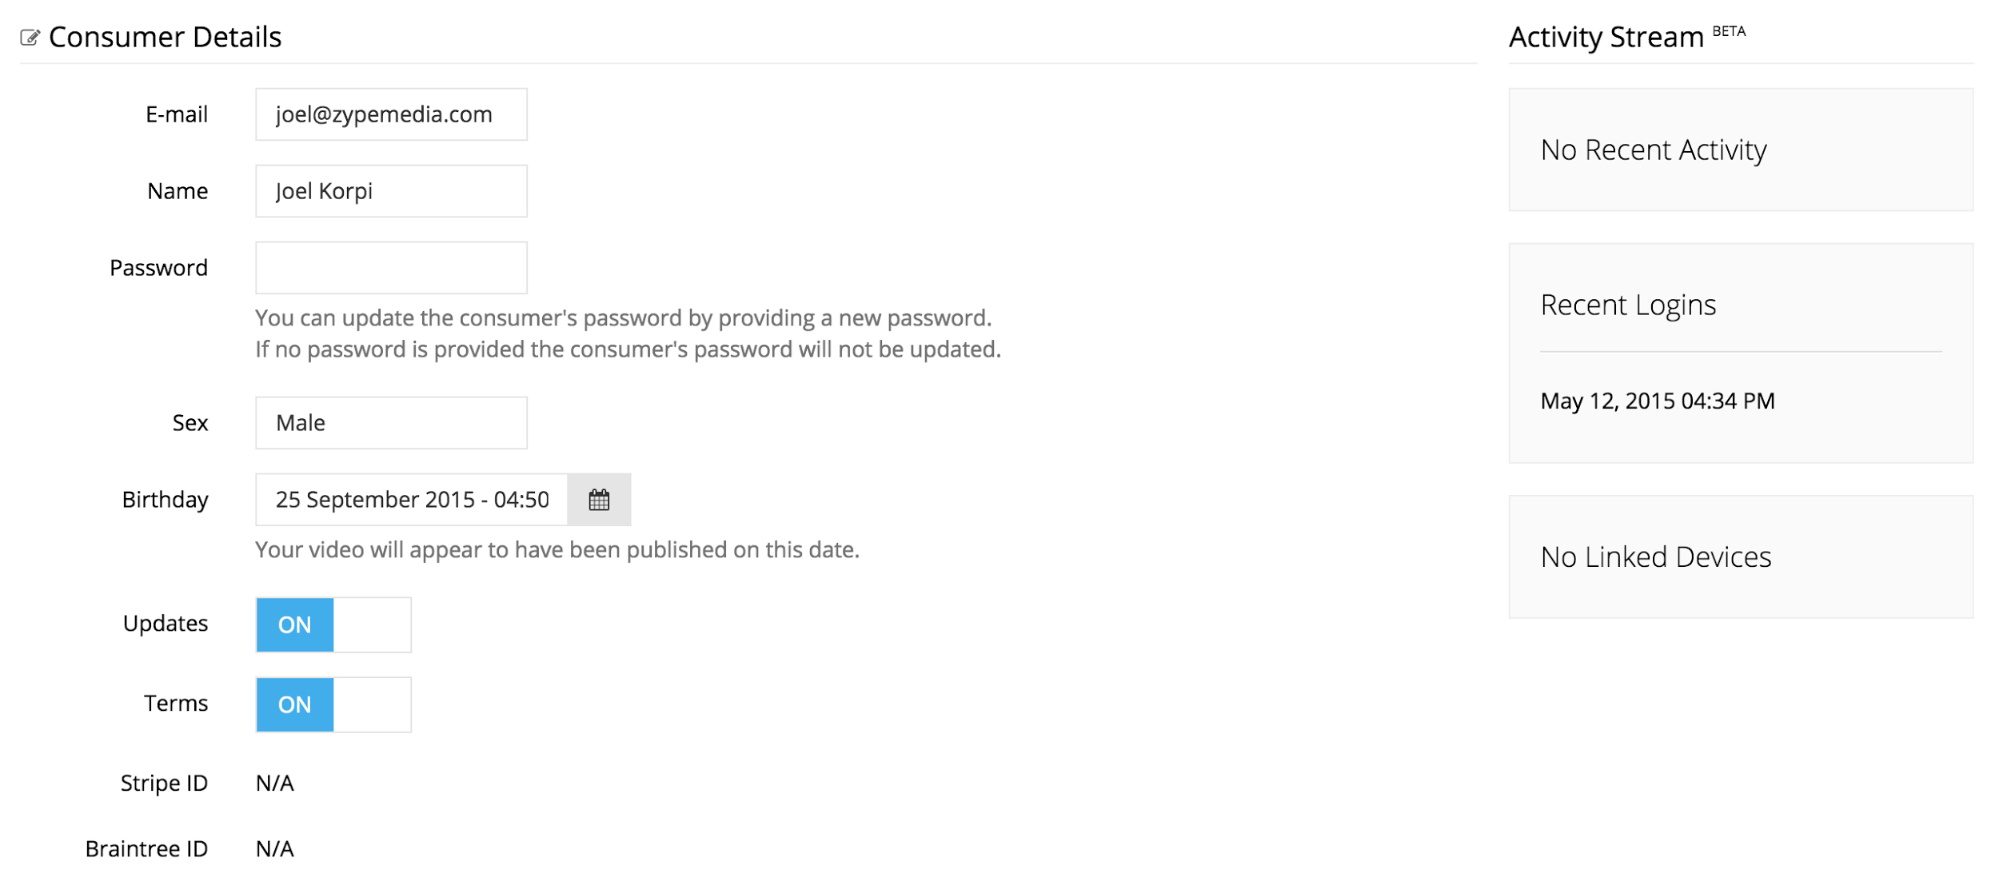 Consumer Details
E-mail
joel@zypemedia.com
Name
Joel Korpi
Password
You can update the consumer's password by providing a new password.
If no password is provided the consumer's password will not be updated.
Sex
Male
Birthday
25 September 2015 - 04:50
Your video will appear to have been published on this date.
Updates
ON
Terms
ON
Stripe ID
N/A
Braintree ID
N/A
Activity Stream BETA
No Recent Activity
Recent Logins
May 12, 2015 04:34 PM
No Linked Devices